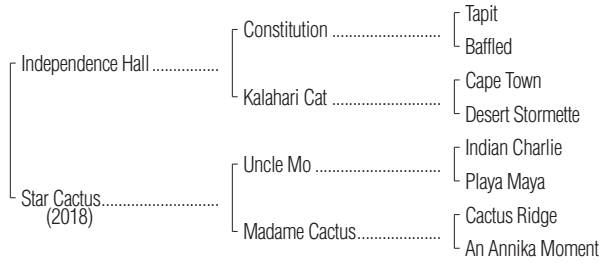 Tapit
Constitution ..........................
Baffled
Independence Hall ................
Cape Town
Kalahari Cat ..........................
Desert Stormette
Indian Charlie
Uncle Mo ..............................
Playa Maya
Star Cactus............................
(2018)
Cactus Ridge
Madame Cactus....................
An Annika Moment